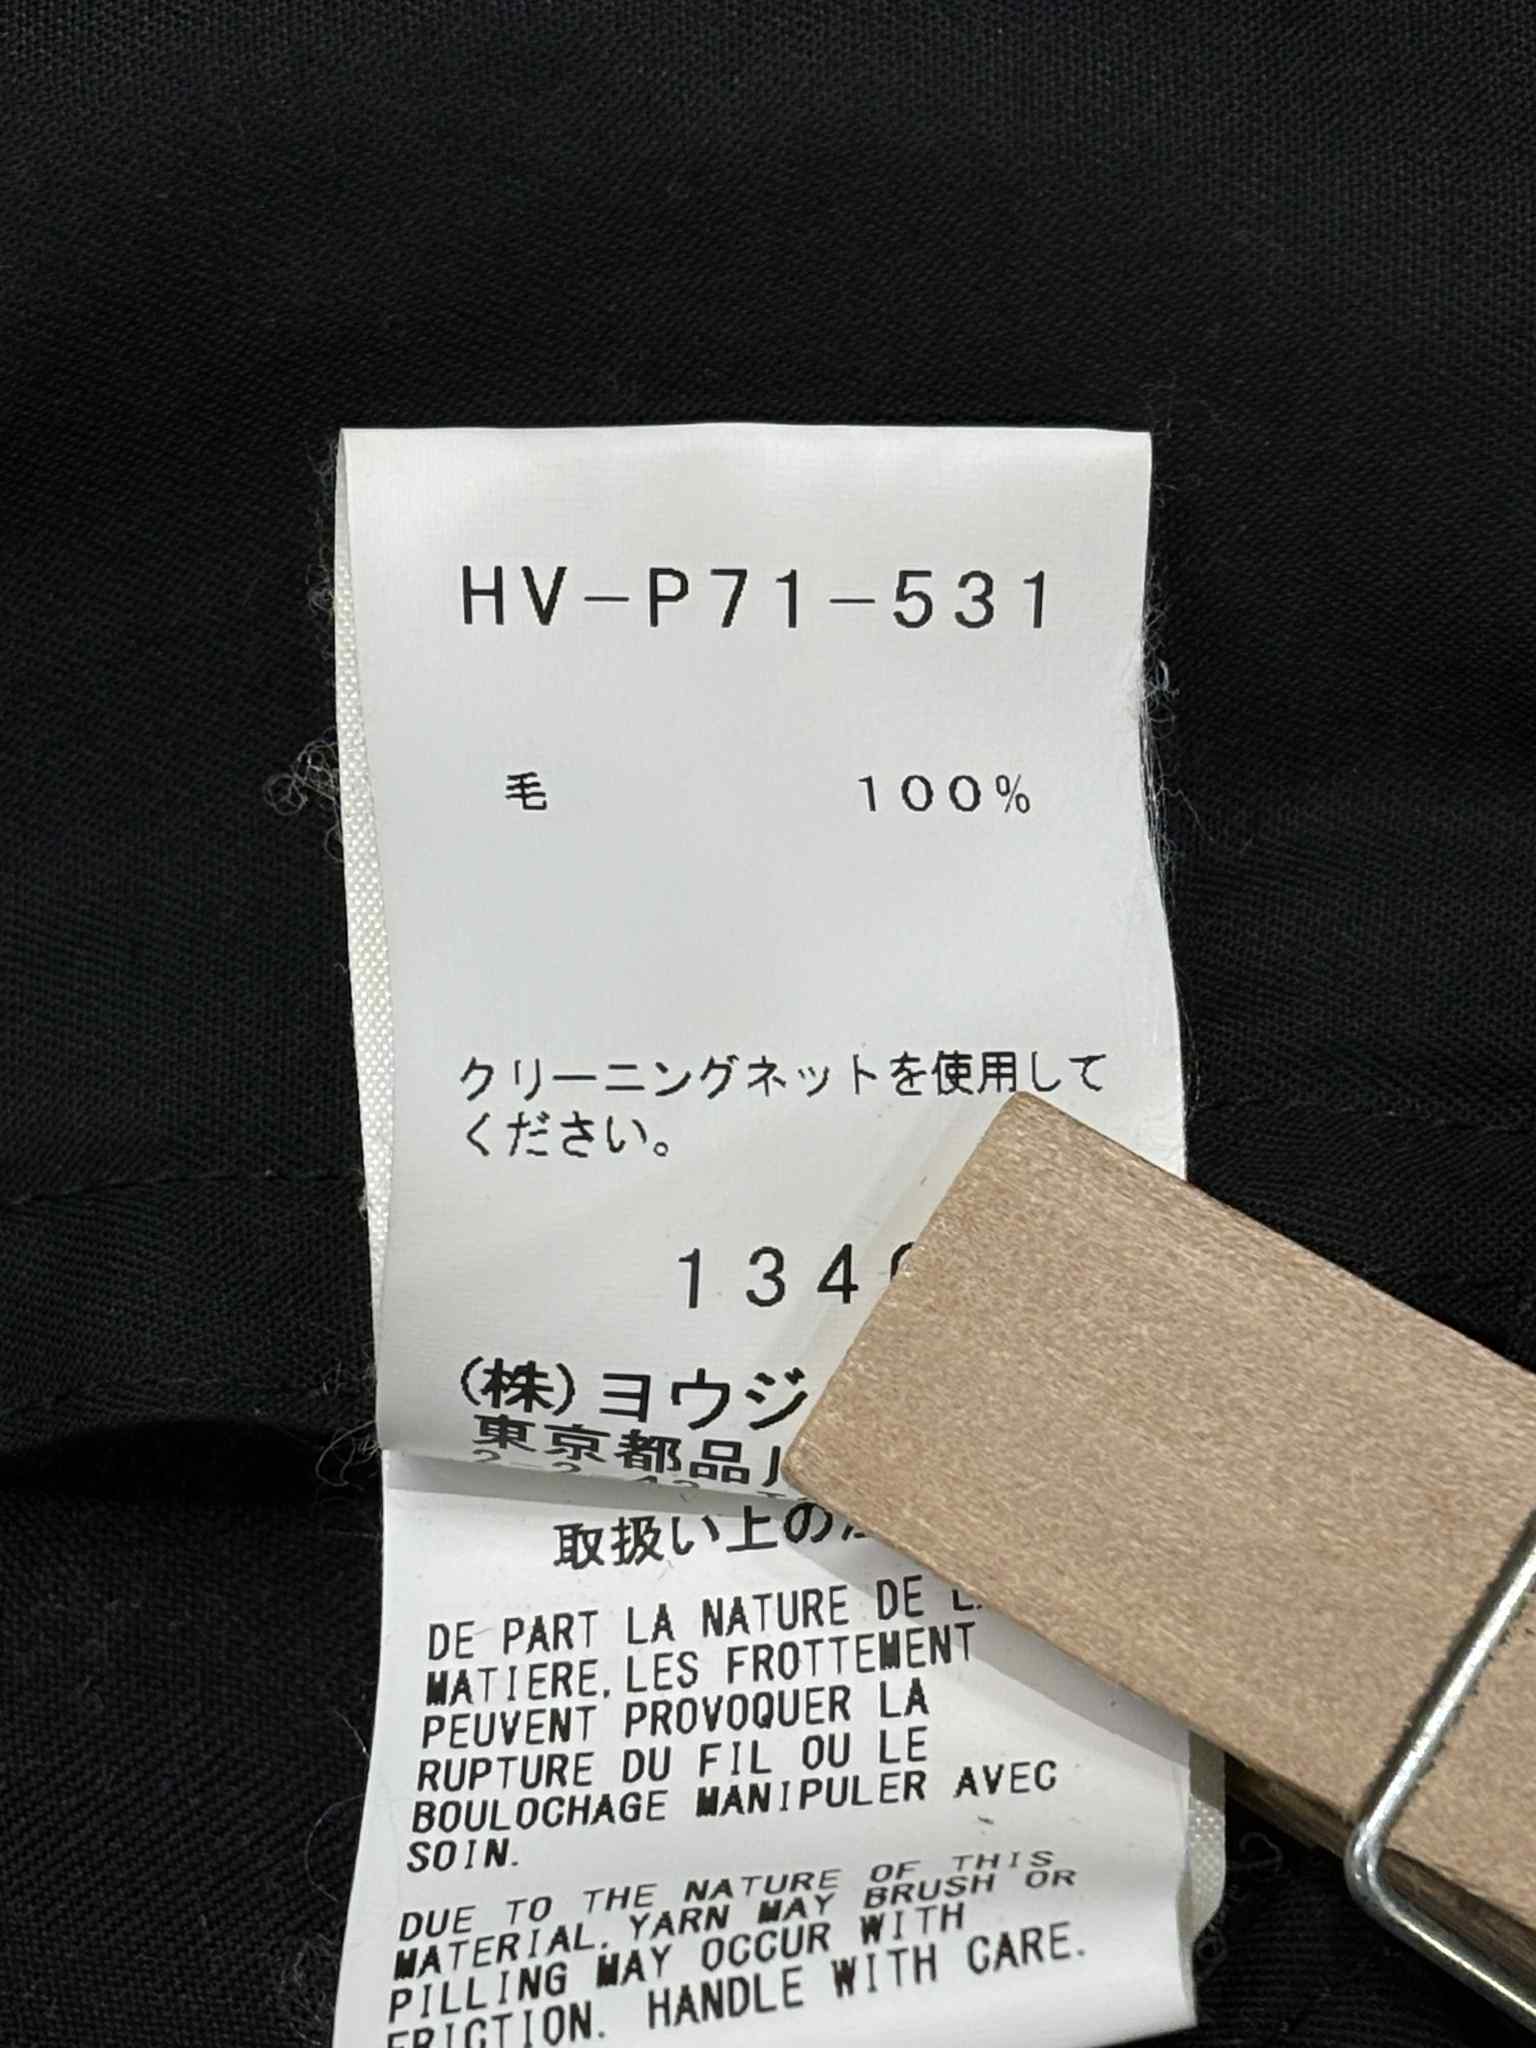 HV-P71-531
毛 100%
クリーニングネットを使用して
ください。
134
(株)ヨウジ
東京都品
取扱い上の
DE PART LA NATURE DE
MATIERE, LES FROTTEMENT
PEUVENT PROVOQUER LA
RUPTURE DU FIL OU LE
BOULOCHAGE MANIPULER AVEC
SOIN.
DUE TO THE NATURE OF THIS
MATERIAL, YARN MAY BRUSH OR
PILLING MAY OCCUR WITH
FRICTION. HANDLE WITH CARE.